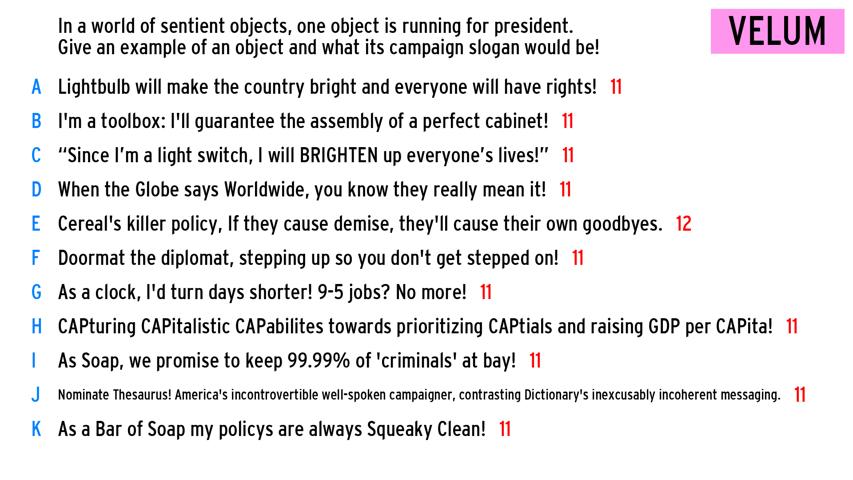 In a world of sentient objects, one object is running for president.
Give an example of an object and what its campaign slogan would be!
VELUM
A Lightbulb will make the country bright and everyone will have rights! 11
B I'm a toolbox: I'll guarantee the assembly of a perfect cabinet! 11
C “Since I’m a light switch, I will BRIGHTEN up everyone’s lives!” 11
D When the Globe says Worldwide, you know they really mean it! 11
E Cereal's killer policy, If they cause demise, they'll cause their own goodbyes. 12
F Doormat the diplomat, stepping up so you don't get stepped on! 11
G As a clock, I'd turn days shorter! 9-5 jobs? No more! 11
H CAPturing CAPitalistic CAPabilites towards prioritizing CAPtials and raising GDP per CAPita! 11
I As Soap, we promise to keep 99.99% of 'criminals' at bay! 11
J Nominate Thesaurus! America's incontrovertible well-spoken campaigner, contrasting Dictionary's inexcusably incoherent messaging. 11
K As a Bar of Soap my policys are always Squeaky Clean! 11